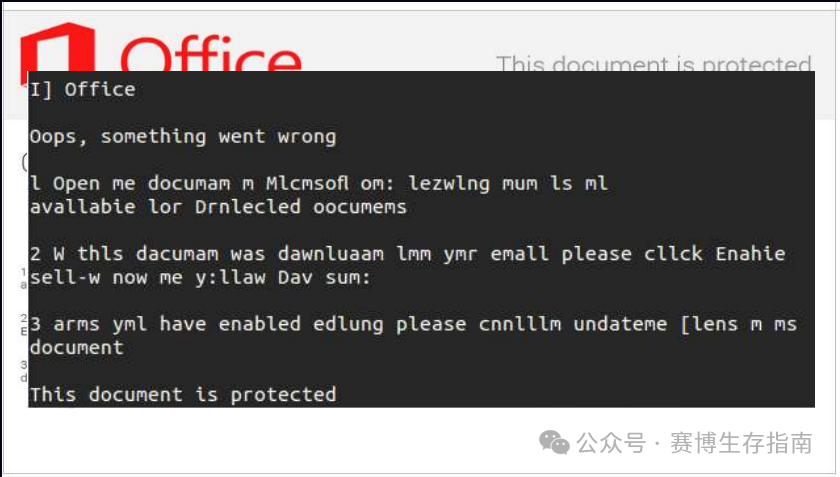 Office
This document is protected
I] Office
Oops, something went wrong
l Open me documam m Mlcmsofl om: lezwlng mum ls ml
avallabie lor Drnlecled oocumems
2 W thls dacumam was dawnluaam lmm ymr emall please cllck Enahie
sell-w now me y:llaw Dav sum:
3 arms yml have enabled edlung please cnnlllm undateme [lens m ms
document
This document is protected
公众号 · 赛博生存指南